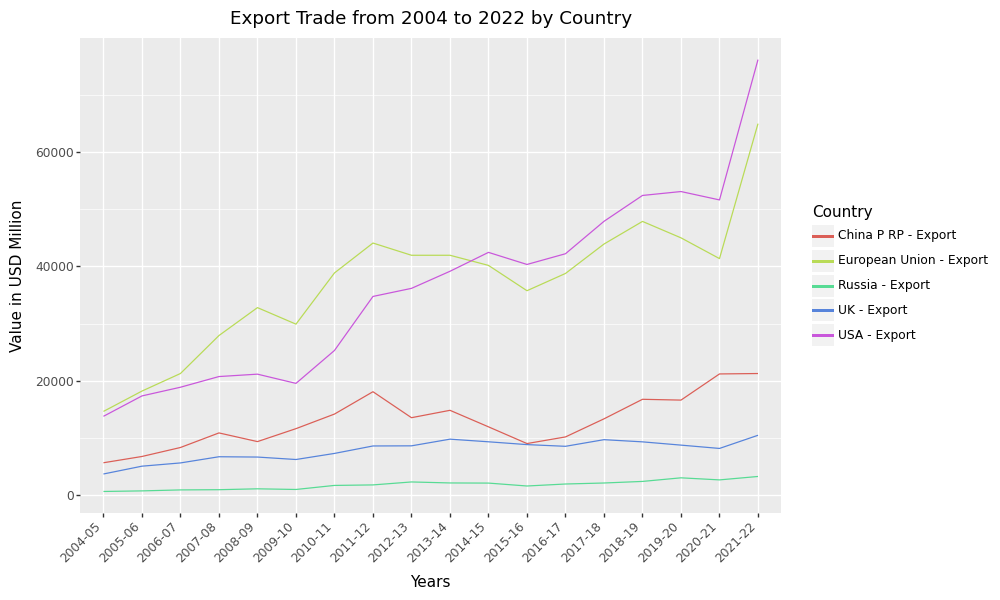 Export Trade from 2004 to 2022 by Country
Value in USD Million
60000
40000
20000
0
2004-05
2005-06
2006-07
2007-08
2008-09
2009-10
2010-11
2011-12
2012-13
2013-14
2014-15
2015-16
2016-17
2017-18
2018-19
2019-20
2020-21
2021-22
Years
Country
China P RP - Export
European Union - Export
Russia - Export
UK - Export
USA - Export